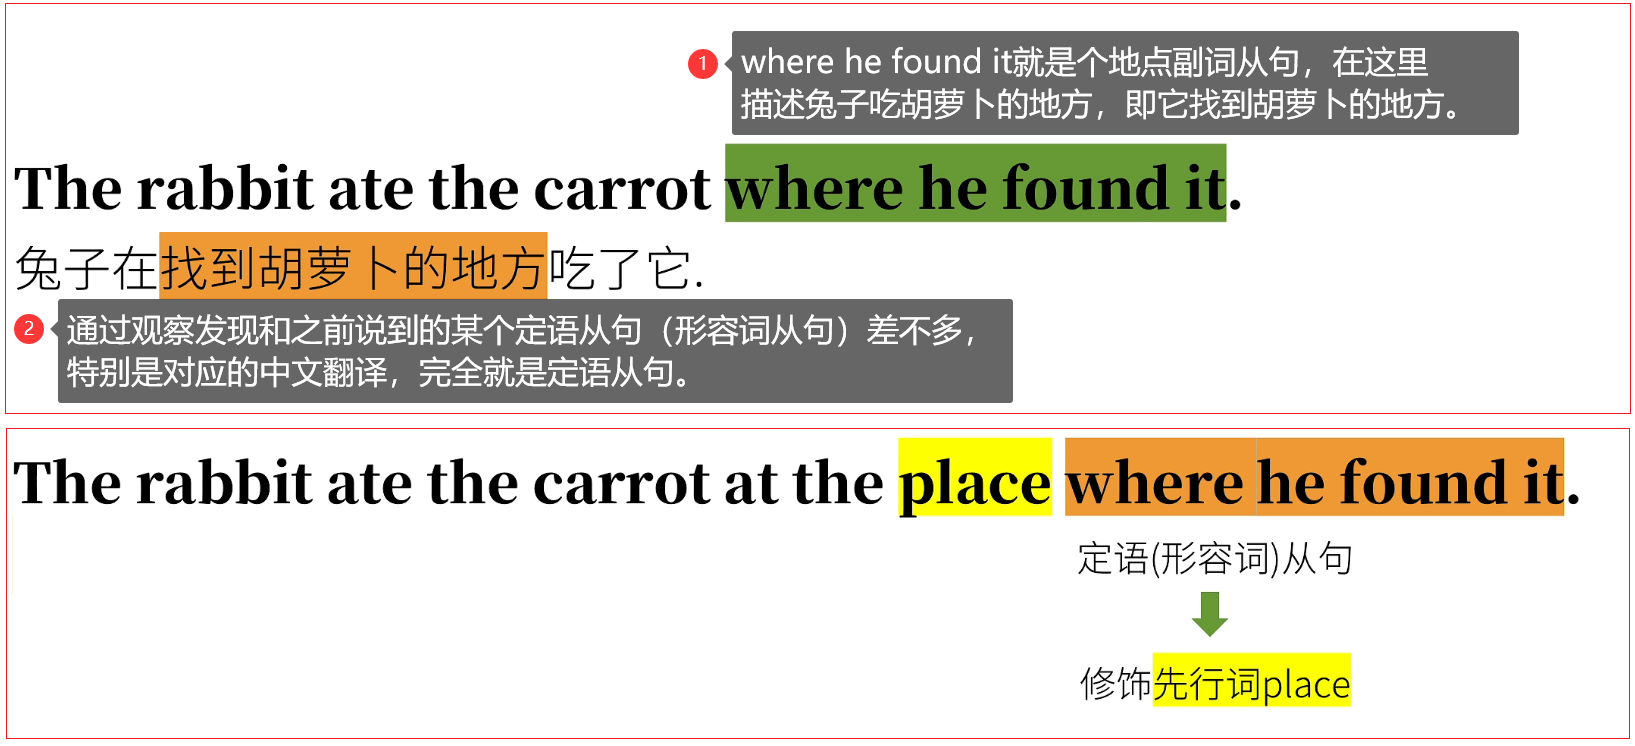 1 where he found it就是个地点副词从句，在这里
描述兔子吃胡萝卜的地方，即它找到胡萝卜的地方。
The rabbit ate the carrot where he found it.
兔子在找到胡萝卜的地方吃了它.
2 通过观察发现和之前说到的某个定语从句（形容词从句）差不多，
特别是对应的中文翻译，完全就是定语从句。
The rabbit ate the carrot at the place where he found it.
定语(形容词)从句
修饰先行词place